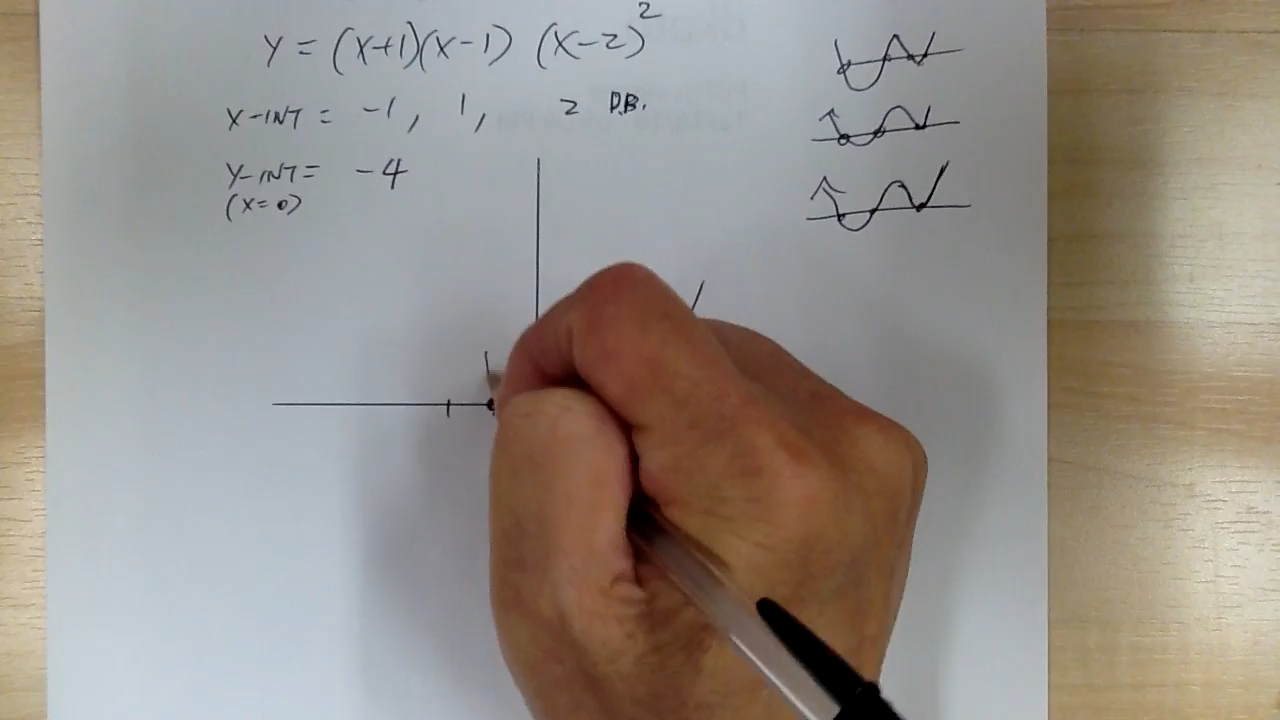 y = (x+1)(x-1) (x-2)²
X-INT = -1, 1, 2 D.B.
Y-INT = -4
(x=0)